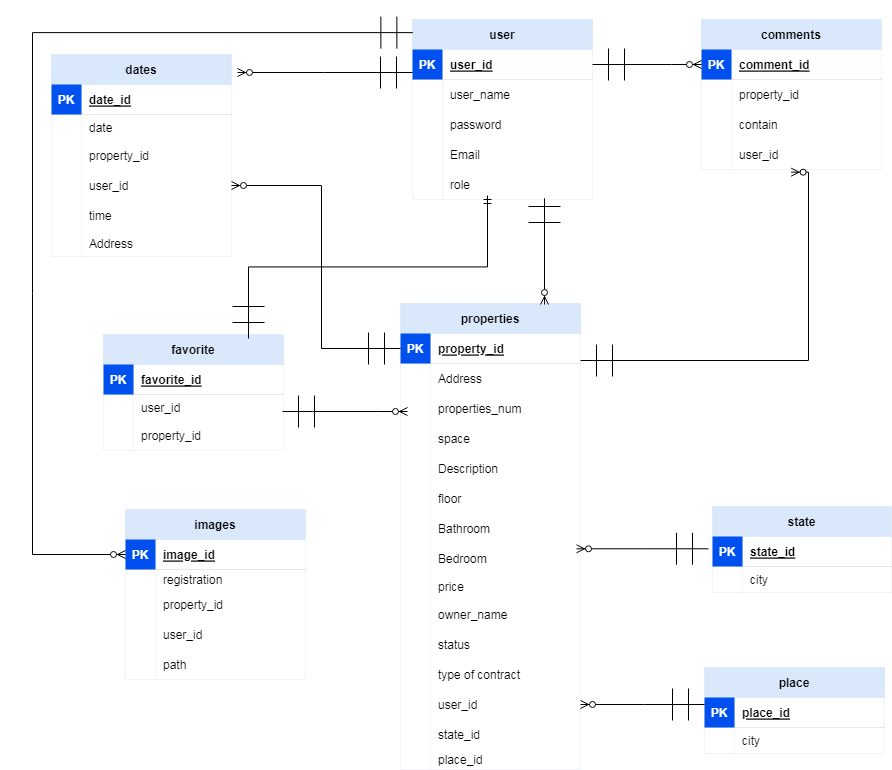 user
PK user_id
user_name
password
Email
role
comments
PK comment_id
property_id
contain
user_id
dates
PK date_id
date
property_id
user_id
time
Address
properties
PK property_id
Address
properties_num
space
Description
floor
Bathroom
Bedroom
price
owner_name
status
type of contract
user_id
state_id
place_id
favorite
PK favorite_id
user_id
property_id
images
PK image_id
registration
property_id
user_id
path
state
PK state_id
city
place
PK place_id
city